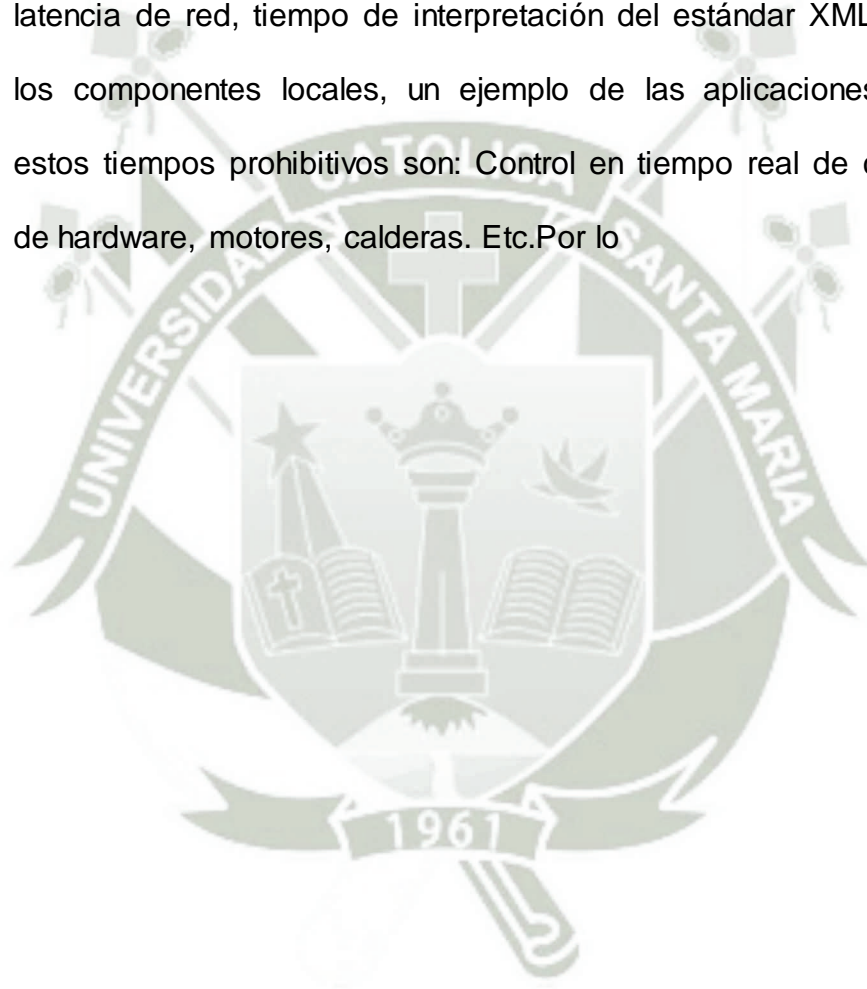 latencia de red, tiempo de interpretación del estándar XML
los componentes locales, un ejemplo de las aplicaciones
estos tiempos prohibitivos son: Control en tiempo real de
de hardware, motores, calderas. Etc.Por lo
UNIVERSIDAD CATOLICA SANTA MARIA
1961